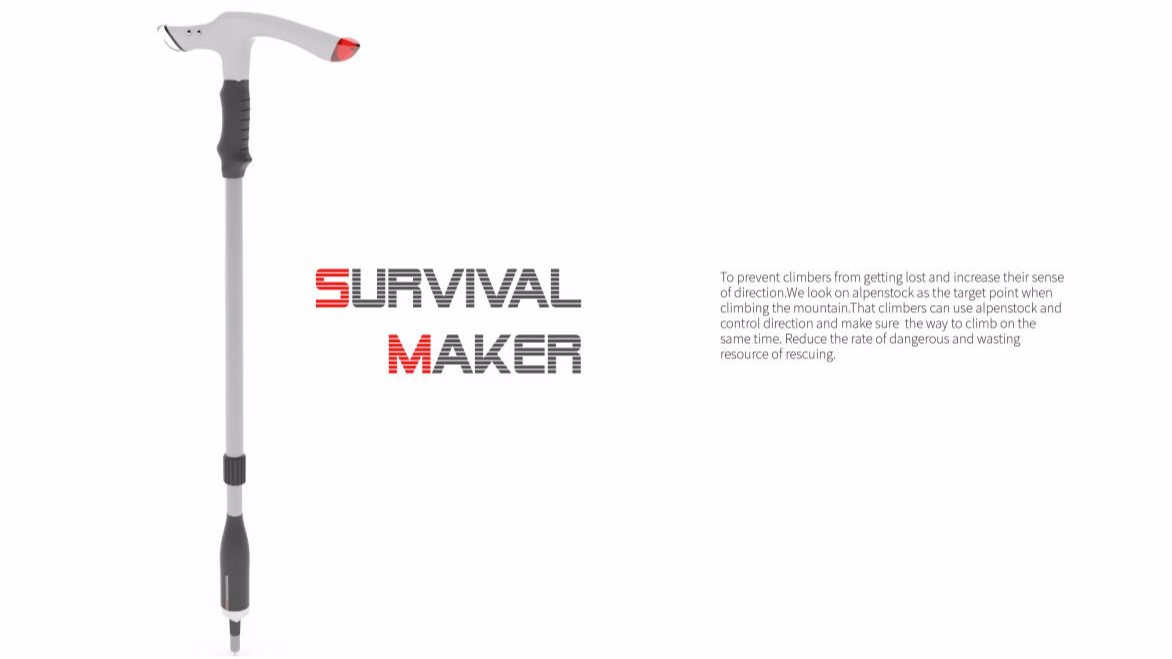 SURVIVAL
MAKER
To prevent climbers from getting lost and increase their sense
of direction.We look on alpenstock as the target point when
climbing the mountain.That climbers can use alpenstock and
control direction and make sure  the way to climb on the
same time. Reduce the rate of dangerous and wasting
resource of rescuing.